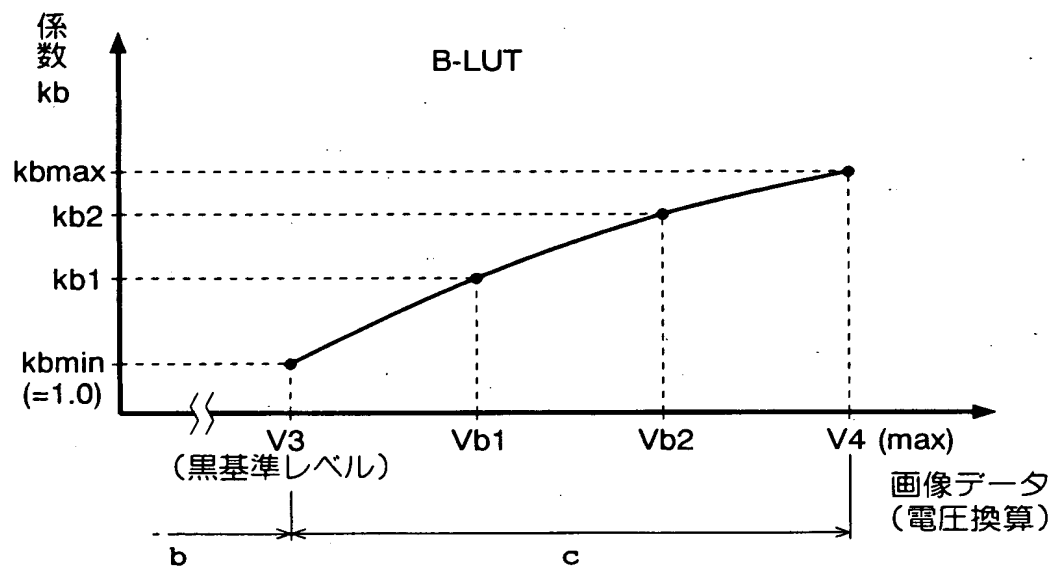 係
数
kb
B-LUT
kbmax
kb2
kb1
kbmin
(=1.0)
V3
Vb1
Vb2
V4 (max)
(黒基準レベル)
画像データ
(電圧換算)
b
c